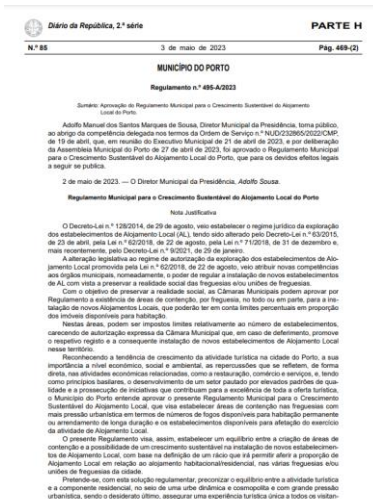 Diário da República, 2.ª série
PARTE H
N.º 85
3 de maio de 2023
Pág. 469-(2)
MUNICÍPIO DO PORTO
Regulamento n.º 495-A/2023
Sumário: Aprovação do Regulamento Municipal para o Crescimento Sustentável do Alojamento
Local do Porto.
Adolfo Manuel dos Santos Marques de Sousa, Diretor Municipal da Presidência, torna público,
ao abrigo da competência delegada nos termos da Ordem de Serviço n.º NUD/232865/2022/CMP,
de 19 de abril, que, em reunião do Executivo Municipal de 21 de abril de 2023, e por deliberação
da Assembleia Municipal do Porto de 27 de abril de 2023, foi aprovado o Regulamento Municipal
para o Crescimento Sustentável do Alojamento Local do Porto, que para os devidos efeitos legais
a seguir se publica.
2 de maio de 2023. — O Diretor Municipal da Presidência, Adolfo Sousa.
Regulamento Municipal para o Crescimento Sustentável do Alojamento Local do Porto
Nota Justificativa
O Decreto-Lei n.º 128/2014, de 29 de agosto, veio estabelecer o regime jurídico da exploração
dos estabelecimentos de Alojamento Local (AL), tendo sido alterado pelo Decreto-Lei n.º 63/2015,
de 23 de abril, pela Lei n.º 62/2018, de 22 de agosto, pela Lei n.º 71/2018, de 31 de dezembro e,
mais recentemente, pelo Decreto-Lei n.º 9/2021, de 29 de janeiro.
A alteração legislativa ao regime de autorização da exploração dos estabelecimentos de Alo-
jamento Local promovida pela Lei n.º 62/2018, de 22 de agosto, veio atribuir novas competências
aos órgãos municipais, nomeadamente, o poder de regular a instalação de novos estabelecimentos
de AL com vista a preservar a realidade social das freguesias e/ou uniões de freguesias.
Com o objetivo de preservar a realidade social, as Câmaras Municipais podem aprovar por
Regulamento a existência de áreas de contenção, por freguesia, no todo ou em parte, para a ins-
talação de novos Alojamentos Locais, que poderão ter em conta limites percentuais em proporção
dos imóveis disponíveis para habitação.
Nestas áreas, podem ser impostos limites relativamente ao número de estabelecimentos,
carecendo de autorização expressa da Câmara Municipal que, em caso de deferimento, promove
o respetivo registo e a consequente instalação de novos estabelecimentos de Alojamento Local
nesse território.
Reconhecendo a tendência de crescimento da atividade turística na cidade do Porto, a sua
importância a nível económico, social e ambiental, as repercussões que se refletem, de forma
direta, nas atividades económicas relacionadas, como a restauração, comércio e serviços, e, tendo
como princípios basilares, o desenvolvimento de um setor pautado por elevados padrões de qua-
lidade e a prossecução de iniciativas que contribuam para a excelência de toda a oferta turística,
o Município do Porto entende aprovar o presente Regulamento Municipal para o Crescimento
Sustentável do Alojamento Local, que visa estabelecer áreas de contenção nas freguesias com
mais pressão urbanística em termos de números de fogos disponíveis para habitação permanente
ou arrendamento de longa duração e os estabelecimentos disponíveis para afetação do exercício
da atividade de Alojamento Local.
O presente Regulamento visa, assim, estabelecer um equilíbrio entre a criação de áreas de
contenção e a possibilidade de um crescimento sustentável na instalação de novos estabelecimen-
tos de Alojamento Local, com base na definição de um rácio que irá permitir aferir a proporção de
Alojamento Local em relação ao alojamento habitacional/residencial, nas várias freguesias e/ou
uniões de freguesia da cidade.
Pretende-se, com esta solução regulamentar, preconizar o equilíbrio entre a atividade turística
e a componente residencial, no seio de uma urbe dinâmica e cosmopolita e com grande pressão
urbanística, sendo o desiderato último, assegurar uma experiência turística única a todos os visitan-